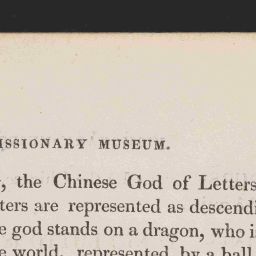 ISSIONARY MUSEUM.
, the Chinese God of Letters
ters are represented as descendi
e god stands on a dragon, who i
e world, represented by a ball